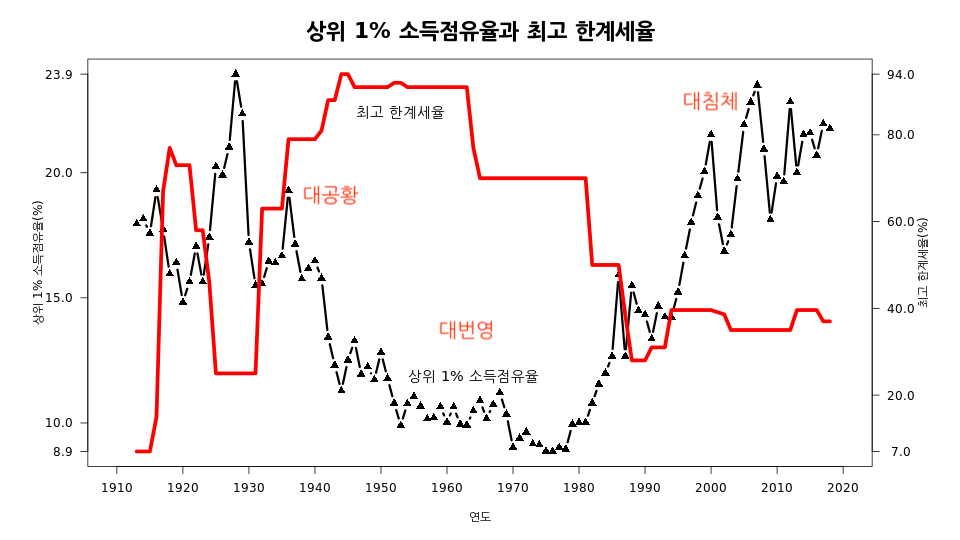 상위 1% 소득점유율과 최고 한계세율
23.9
20.0
15.0
10.0
8.9
상위 1% 소득점유율(%)
94.0
80.0
60.0
40.0
20.0
7.0
최고 한계세율(%)
최고 한계세율
대침체
대공황
대번영
상위 1% 소득점유율
1910 1920 1930 1940 1950 1960 1970 1980 1990 2000 2010 2020
연도